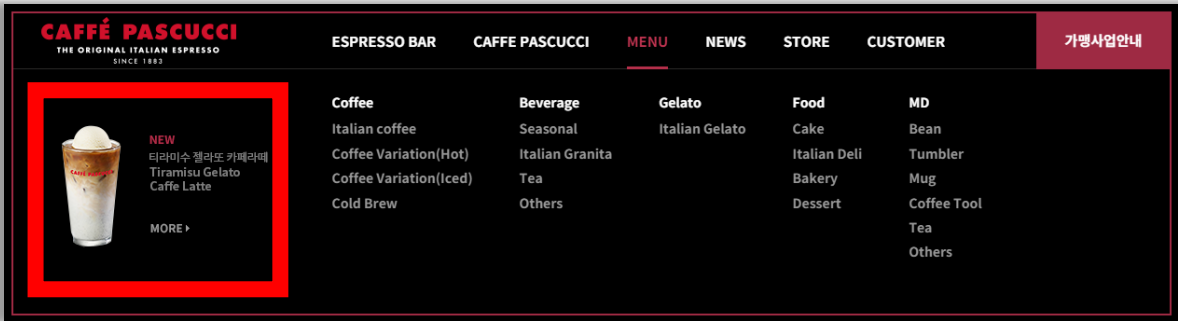 CAFFÉ PASCUCCI
THE ORIGINAL ITALIAN ESPRESSO
SINCE 1883
ESPRESSO BAR
CAFFE PASCUCCI
MENU
NEWS
STORE
CUSTOMER
가맹사업안내
NEW
티라미수 젤라또 카페라떼
Tiramisu Gelato
Caffe Latte
MORE
CAFFÉ PASCUCCI
Coffee
Italian coffee
Coffee Variation(Hot)
Coffee Variation(Iced)
Cold Brew
Beverage
Seasonal
Italian Granita
Tea
Others
Gelato
Italian Gelato
Food
Cake
Italian Deli
Bakery
Dessert
MD
Bean
Tumbler
Mug
Coffee Tool
Tea
Others